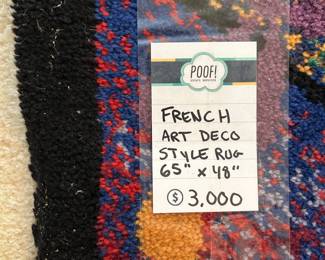 POOF!
FRENCH
ART DECO
STYLE RUG
65" x 48"
$ 3,000